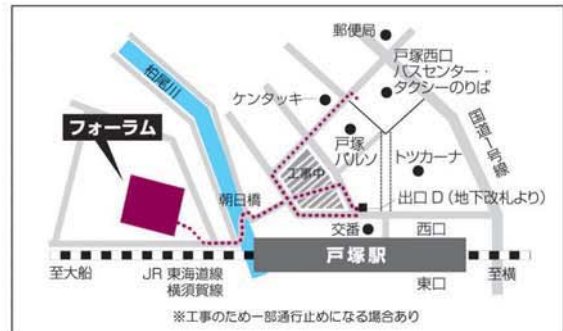 郵便局
戸塚西口
バスセンター・
タクシーのりば
柏尾川
ケンタッキー
国道1号線
フォーラム
戸塚
パルソ
トツカーナ
工事中
朝日橋
出口 D（地下改札より）
交番
西口
戸塚駅
至大船
JR 東海道線
横須賀線
東口
至横
※工事のため一部通行止めになる場合あり